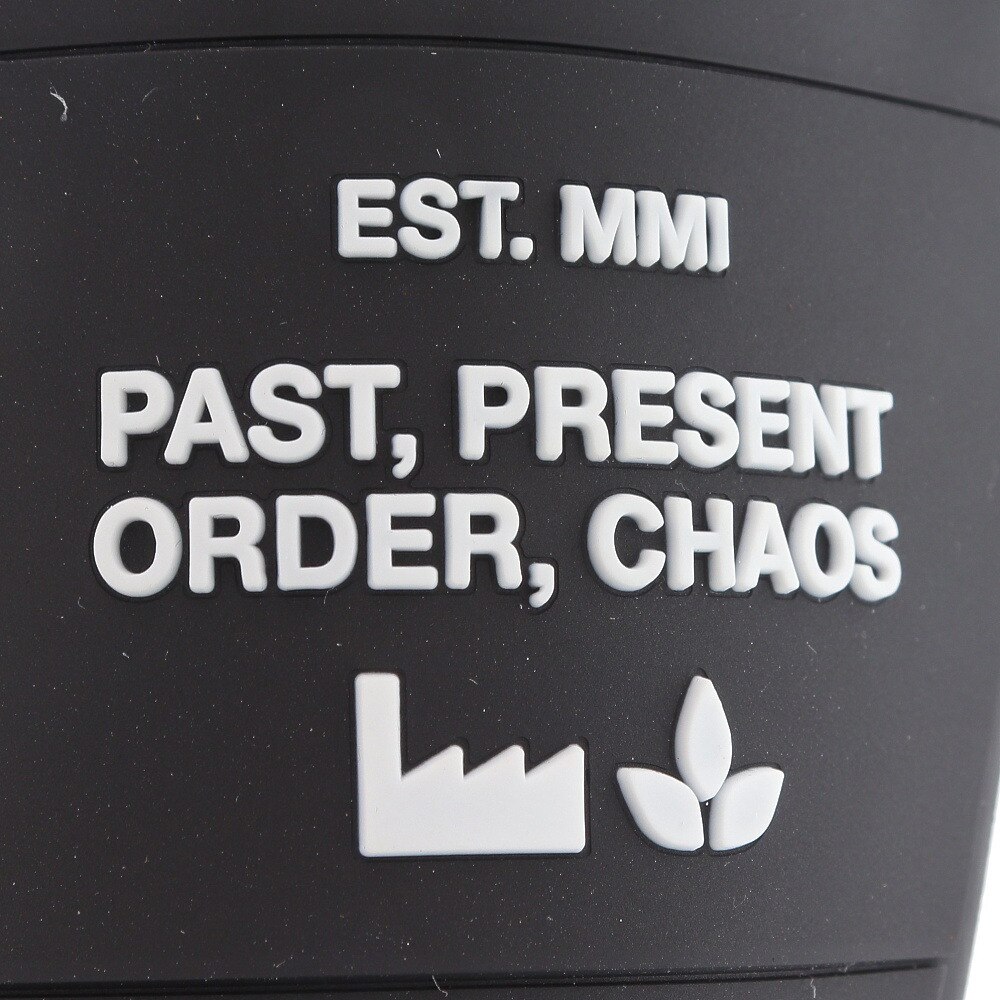 EST. MMI
PAST, PRESENT
ORDER, CHAOS